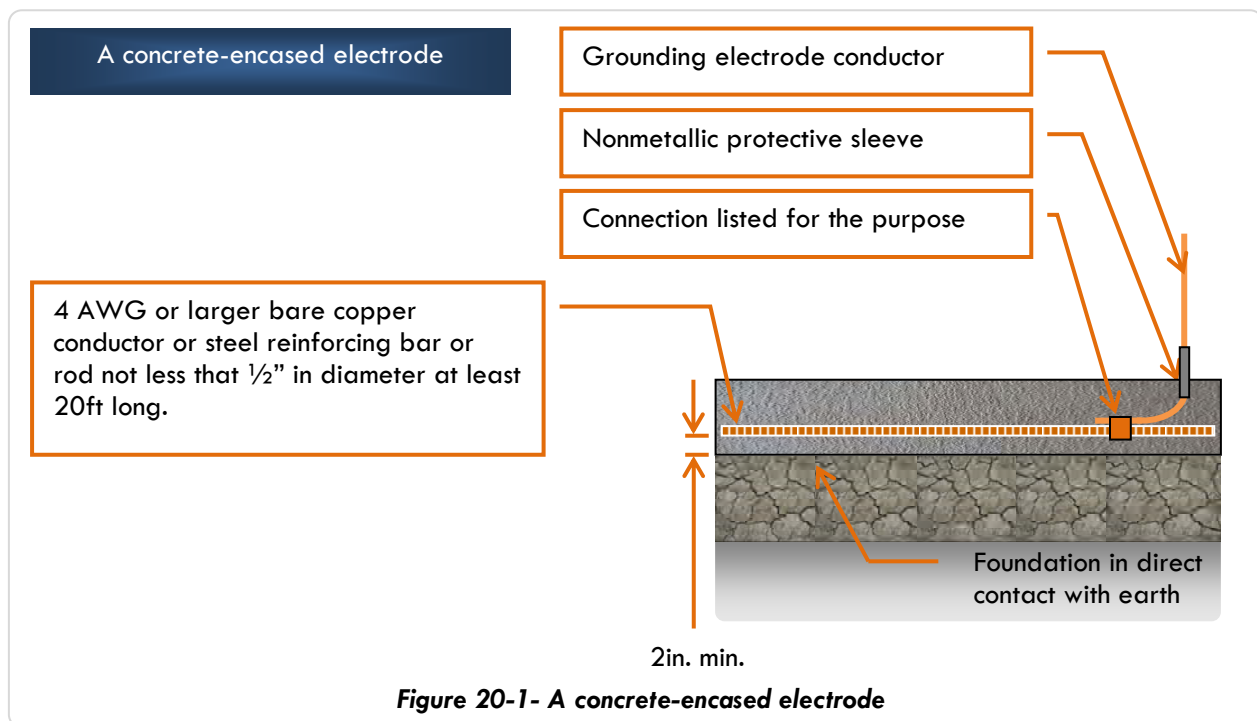 A concrete-encased electrode
Grounding electrode conductor
Nonmetallic protective sleeve
Connection listed for the purpose
4 AWG or larger bare copper
conductor or steel reinforcing bar or
rod not less that ½” in diameter at least
20ft long.
Foundation in direct
contact with earth
2in. min.
Figure 20-1- A concrete-encased electrode